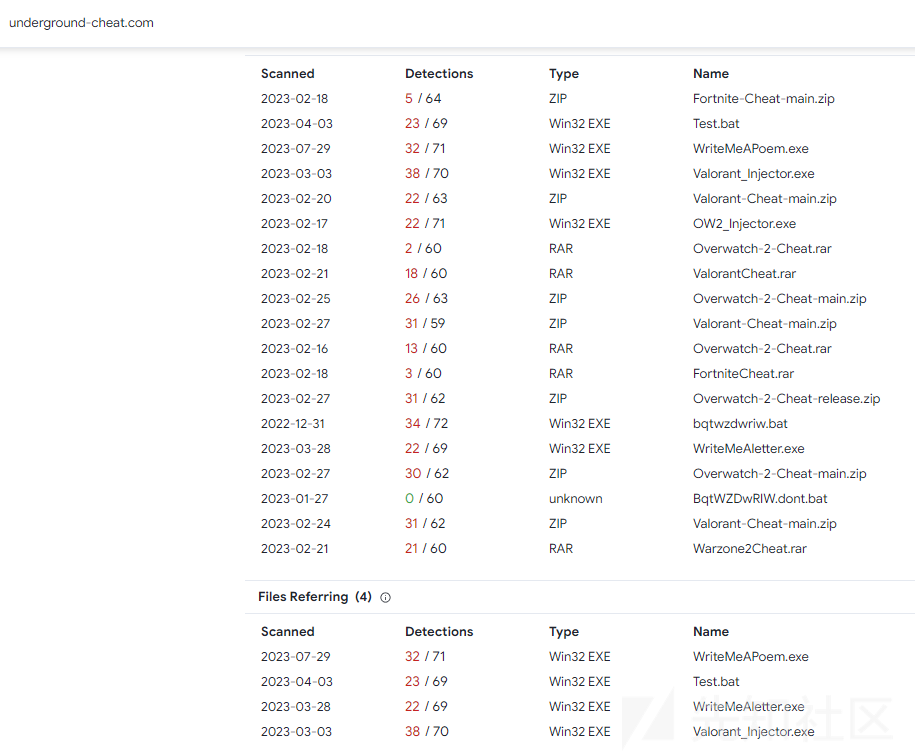 underground-cheat.com
Scanned Detections Type Name
2023-02-18 5 / 64 ZIP Fortnite-Cheat-main.zip
2023-04-03 23 / 69 Win32 EXE Test.bat
2023-07-29 32 / 71 Win32 EXE WriteMeAPoem.exe
2023-03-03 38 / 70 Win32 EXE Valorant_Injector.exe
2023-02-20 22 / 63 ZIP Valorant-Cheat-main.zip
2023-02-17 22 / 71 Win32 EXE OW2_Injector.exe
2023-02-18 2 / 60 RAR Overwatch-2-Cheat.rar
2023-02-21 18 / 60 RAR ValorantCheat.rar
2023-02-25 26 / 63 ZIP Overwatch-2-Cheat-main.zip
2023-02-27 31 / 59 ZIP Valorant-Cheat-main.zip
2023-02-16 13 / 60 RAR Overwatch-2-Cheat.rar
2023-02-18 3 / 60 RAR FortniteCheat.rar
2023-02-27 31 / 62 ZIP Overwatch-2-Cheat-release.zip
2022-12-31 34 / 72 Win32 EXE bqtwzdwriw.bat
2023-03-28 22 / 69 Win32 EXE WriteMeAletter.exe
2023-02-27 30 / 62 ZIP Overwatch-2-Cheat-main.zip
2023-01-27 0 / 60 unknown BqtWZDwRIW.dont.bat
2023-02-24 31 / 62 ZIP Valorant-Cheat-main.zip
2023-02-21 21 / 60 RAR Warzone2Cheat.rar
Files Referring (4)
Scanned Detections Type Name
2023-07-29 32 / 71 Win32 EXE WriteMeAPoem.exe
2023-04-03 23 / 69 Win32 EXE Test.bat
2023-03-28 22 / 69 Win32 EXE WriteMeAletter.exe
2023-03-03 38 / 70 Win32 EXE Valorant_Injector.exe